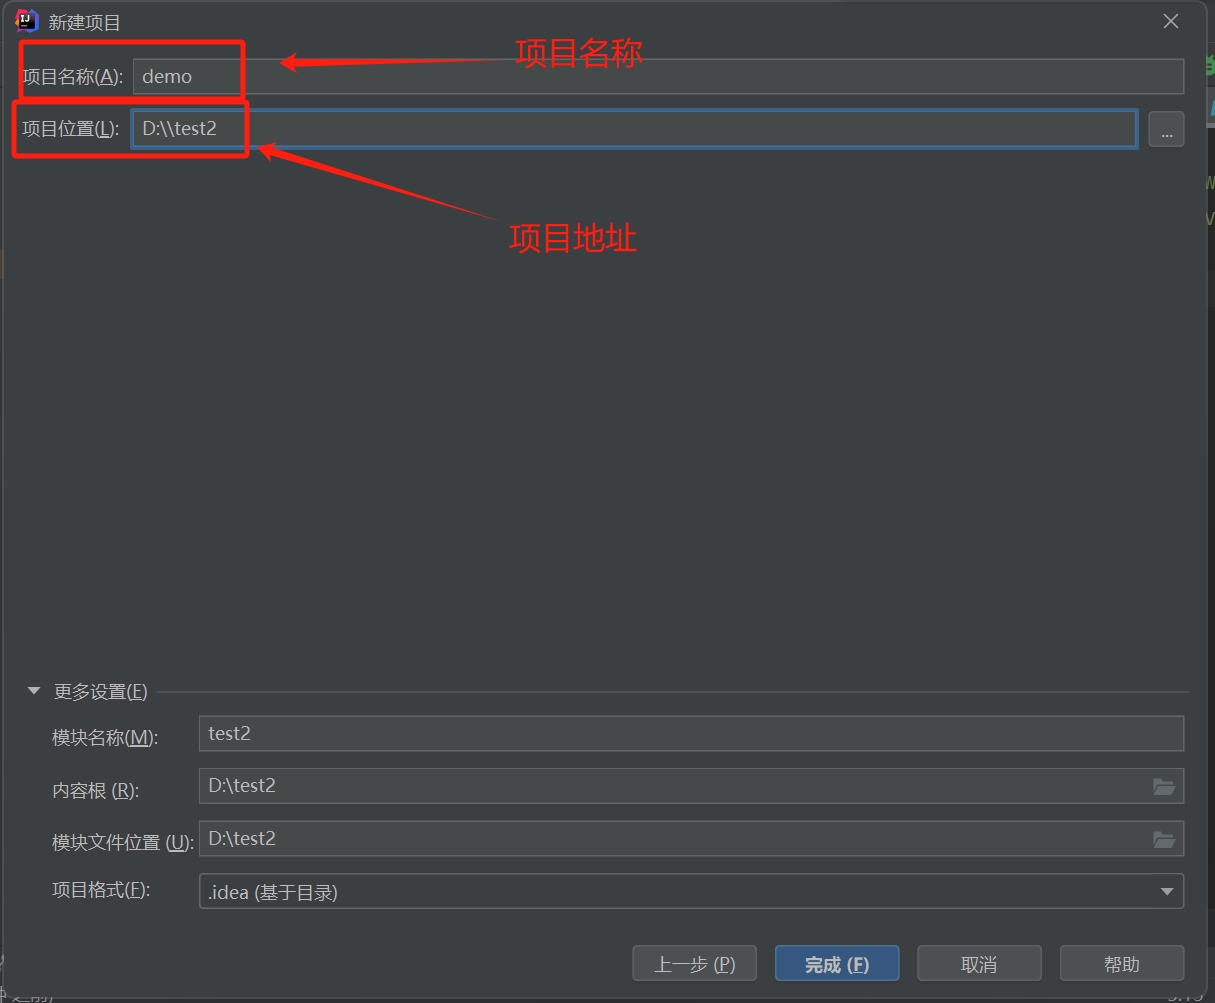 新建项目
项目名称(A): demo
项目名称
项目位置(L): D:\\test2 ...
项目地址
更多设置(E)
模块名称(M): test2
内容根 (R): D:\test2
模块文件位置 (U): D:\test2
项目格式(F): .idea (基于目录)
上一步 (P) 完成 (F) 取消 帮助